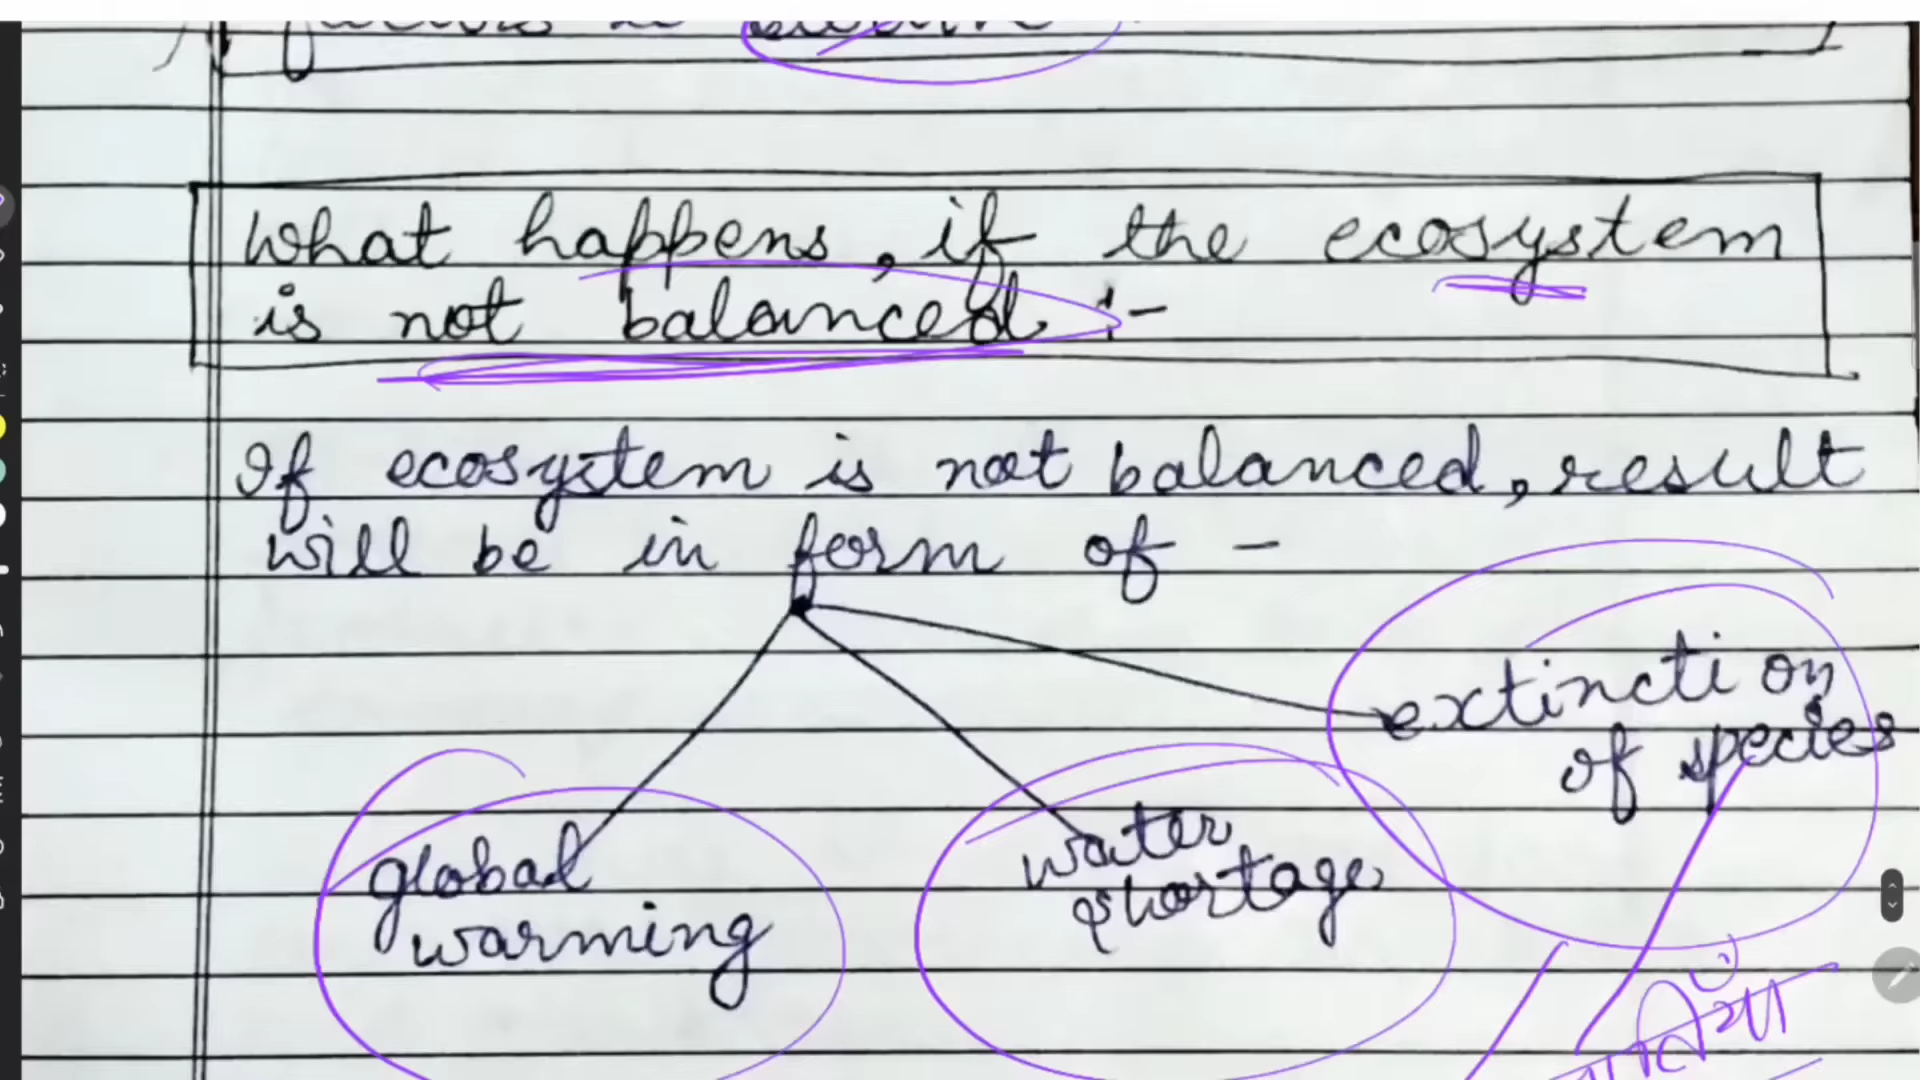 What happens, if the ecosystem
is not balanced :-
If ecosystem is not balanced, result
will be in form of -
extinction
of species
water
shortage
global
warming